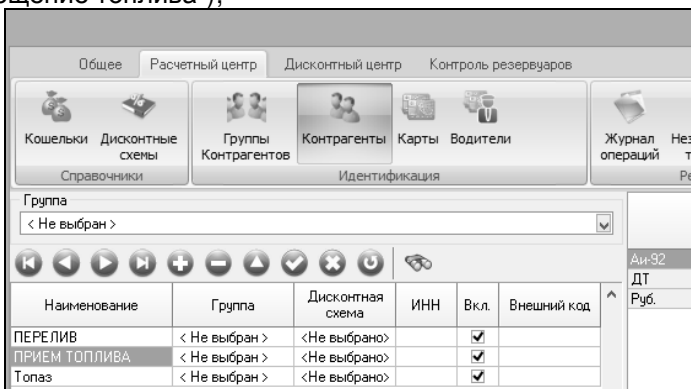 топлива"),
Общее Расчетный центр Дисконтный центр Контроль резервуаров
Кошельки Дисконтные схемы Группы Контрагентов Контрагенты Карты Водители Журнал операций
Справочники Идентификация
Группа
< Не выбран >
Наименование Группа Дисконтная схема ИНН Вкл. Внешний код
ПЕРЕЛИВ < Не выбран > <Не выбрано>
ПРИЕМ ТОПЛИВА < Не выбран > <Не выбрано>
Топаз < Не выбран > <Не выбрано>
Аи-92
ДТ
Руб.